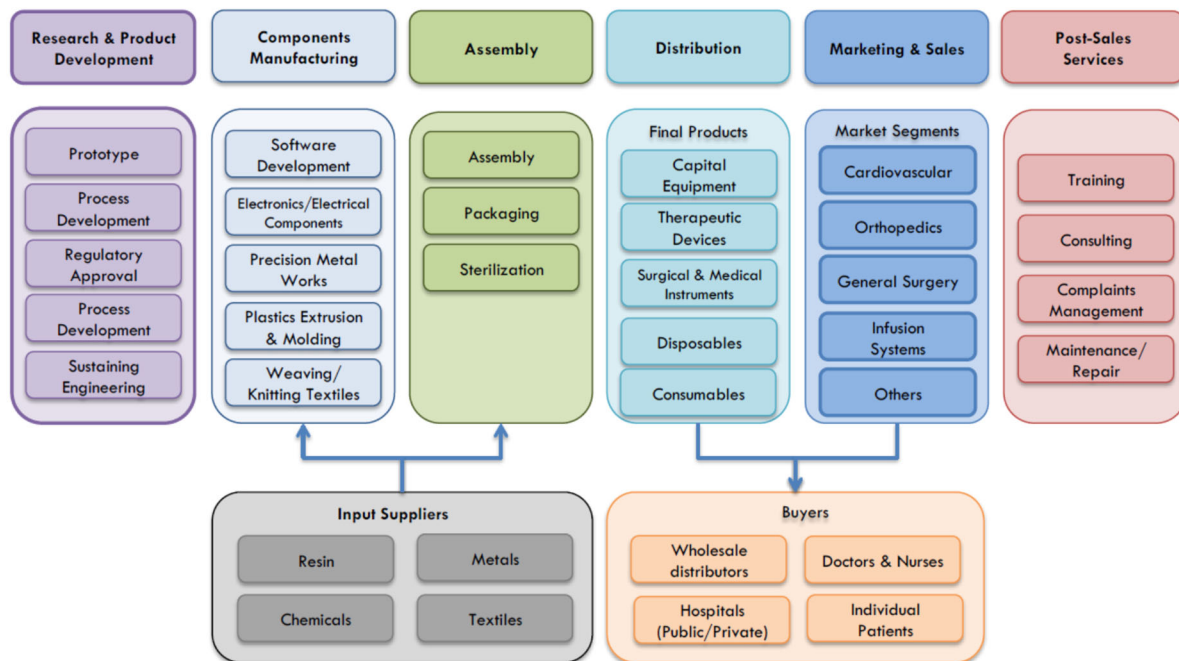 Research & Product
Development
Components
Manufacturing
Assembly
Distribution
Marketing & Sales
Post-Sales
Services
Prototype
Process
Development
Regulatory
Approval
Process
Development
Sustaining
Engineering
Software
Development
Electronics/Electrical
Components
Precision Metal
Works
Plastics Extrusion
& Molding
Weaving/
Knitting Textiles
Assembly
Packaging
Sterilization
Final Products
Capital
Equipment
Therapeutic
Devices
Surgical & Medical
Instruments
Disposables
Consumables
Market Segments
Cardiovascular
Orthopedics
General Surgery
Infusion
Systems
Others
Training
Consulting
Complaints
Management
Maintenance/
Repair
Input Suppliers
Resin
Metals
Chemicals
Textiles
Buyers
Wholesale
distributors
Doctors & Nurses
Hospitals
(Public/Private)
Individual
Patients